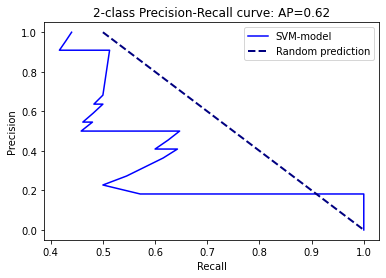 2-class Precision-Recall curve: AP=0.62
SVM-model
Random prediction
Precision
1.0
0.8
0.6
0.4
0.2
0.0
0.4
0.5
0.6
0.7
0.8
0.9
1.0
Recall